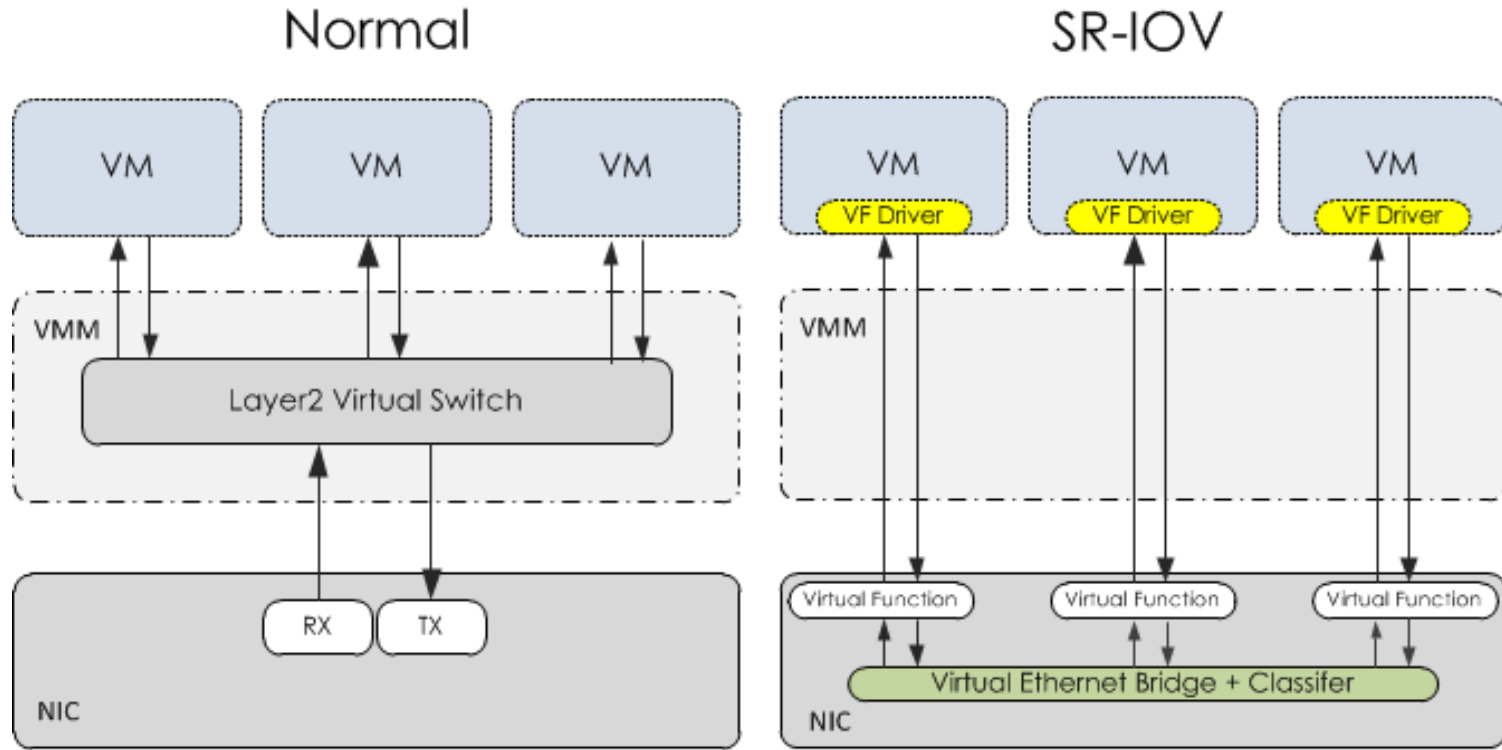 Normal
SR-IOV
VM
VM
VM
VMM
Layer2 Virtual Switch
RX
TX
NIC
VM
VF Driver
VM
VF Driver
VM
VF Driver
VMM
Virtual Function
Virtual Function
Virtual Function
Virtual Ethernet Bridge + Classifer
NIC